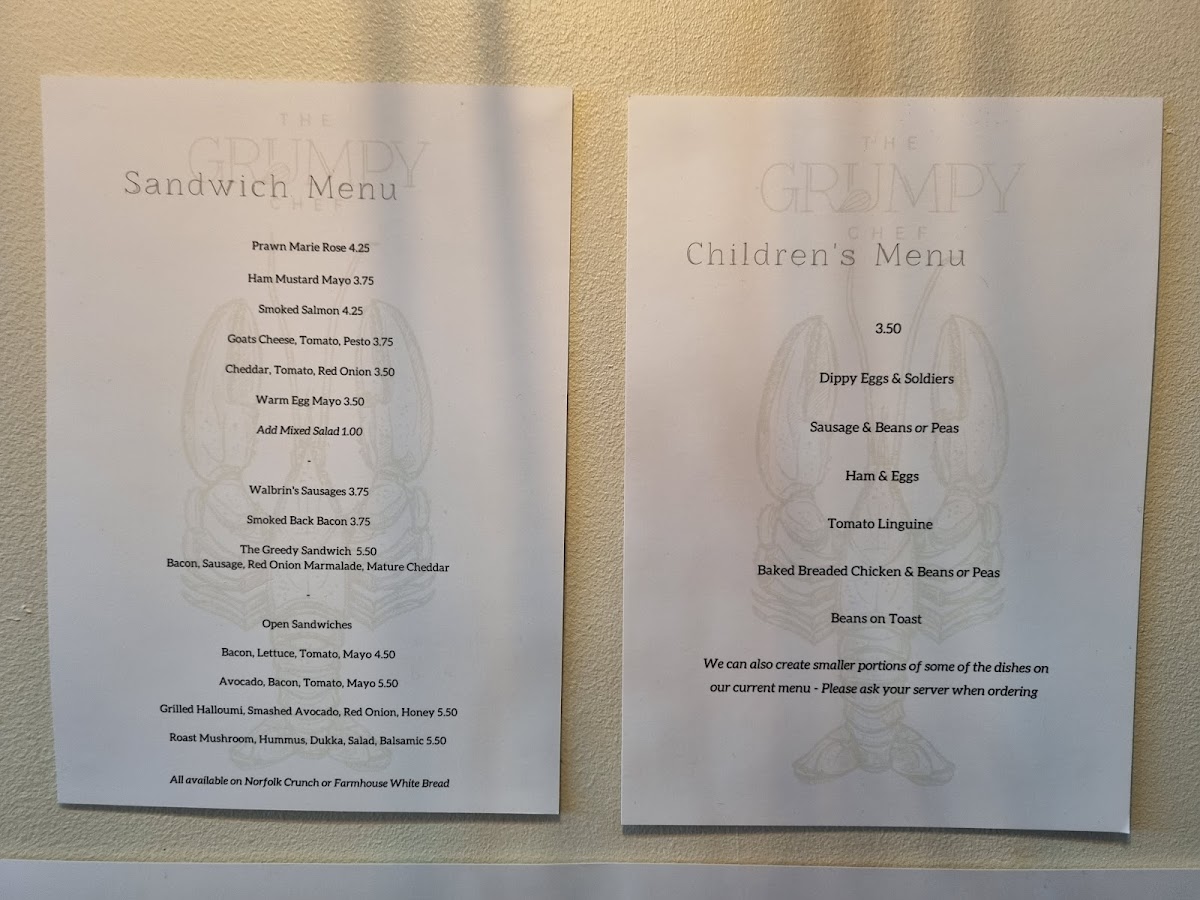 THE
GRUMPY
CHEF
Sandwich Menu
Prawn Marie Rose 4.25
Ham Mustard Mayo 3.75
Smoked Salmon 4.25
Goats Cheese, Tomato, Pesto 3.75
Cheddar, Tomato, Red Onion 3.50
Warm Egg Mayo 3.50
Add Mixed Salad 1.00
-
Walbrin's Sausages 3.75
Smoked Back Bacon 3.75
The Greedy Sandwich 5.50
Bacon, Sausage, Red Onion Marmalade, Mature Cheddar
-
Open Sandwiches
Bacon, Lettuce, Tomato, Mayo 4.50
Avocado, Bacon, Tomato, Mayo 5.50
Grilled Halloumi, Smashed Avocado, Red Onion, Honey 5.50
Roast Mushroom, Hummus, Dukka, Salad, Balsamic 5.50
All available on Norfolk Crunch or Farmhouse White Bread
THE
GRUMPY
CHEF
Children's Menu
3.50
Dippy Eggs & Soldiers
Sausage & Beans or Peas
Ham & Eggs
Tomato Linguine
Baked Breaded Chicken & Beans or Peas
Beans on Toast
We can also create smaller portions of some of the dishes on
our current menu - Please ask your server when ordering